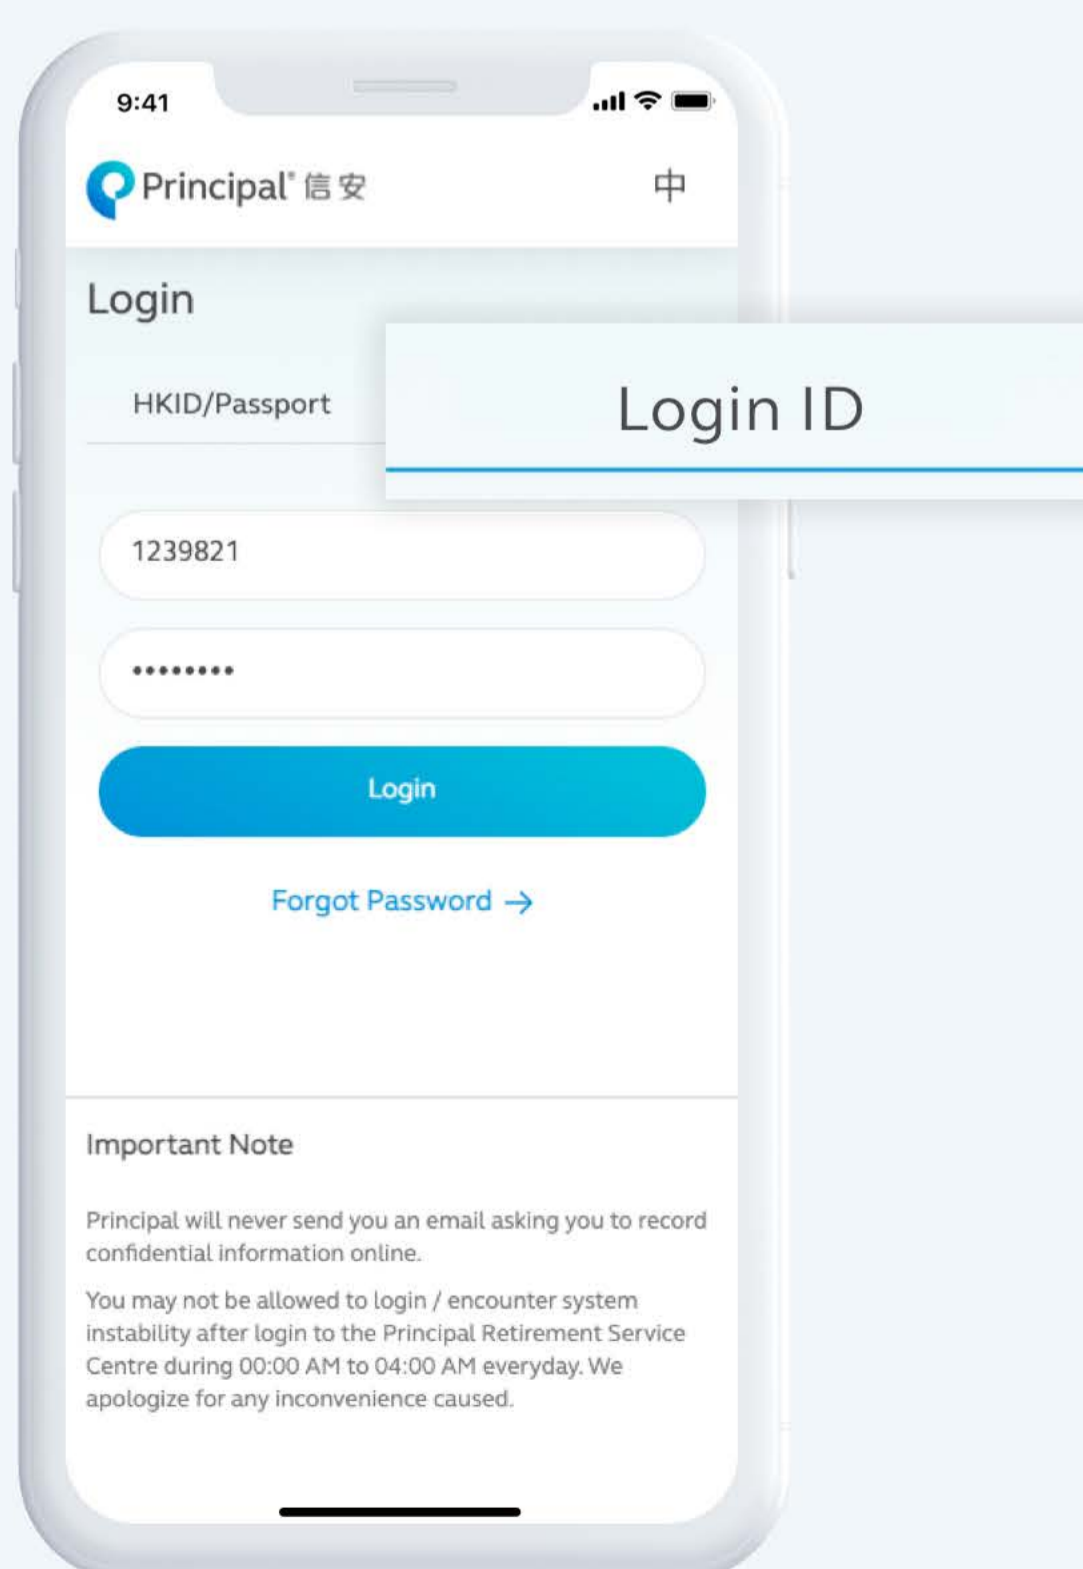 9:41
Principal® 信安
中
Login
HKID/Passport
Login ID
1239821
••••••••
Login
Forgot Password →
Important Note
Principal will never send you an email asking you to record
confidential information online.
You may not be allowed to login / encounter system
instability after login to the Principal Retirement Service
Centre during 00:00 AM to 04:00 AM everyday. We
apologize for any inconvenience caused.